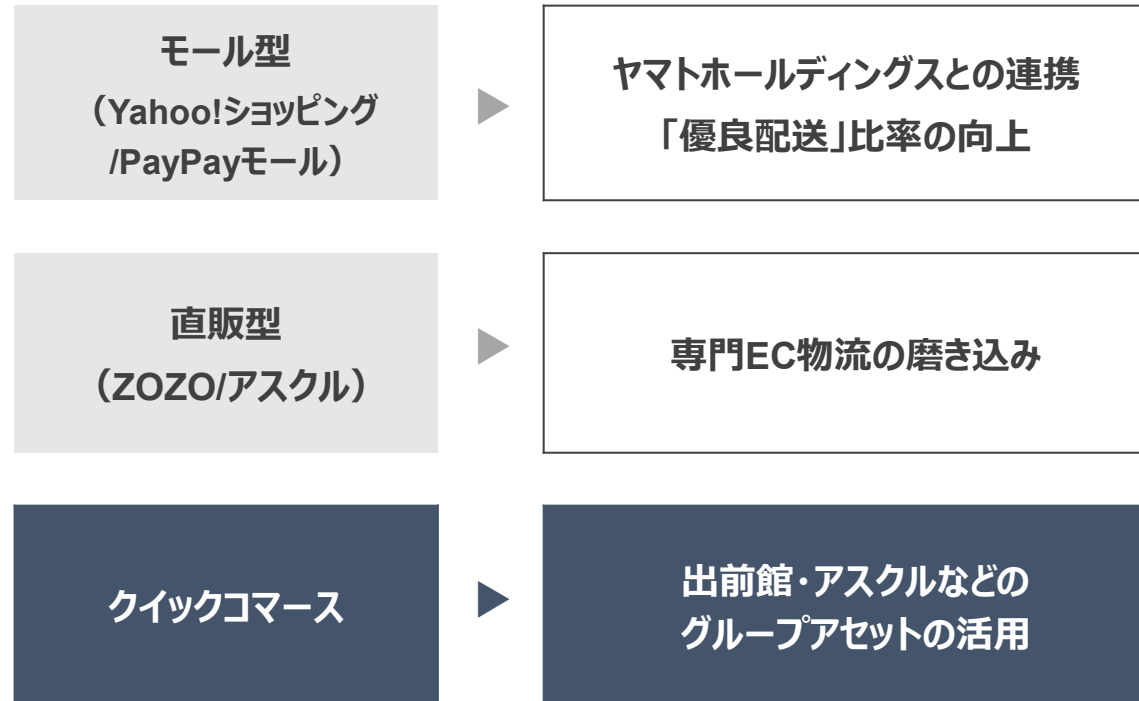 モール型
（Yahoo!ショッピング
/PayPayモール）
ヤマトホールディングスとの連携
「優良配送」比率の向上
直販型
（ZOZO/アスクル）
専門EC物流の磨き込み
クイックコマース
出前館・アスクルなどの
グループアセットの活用